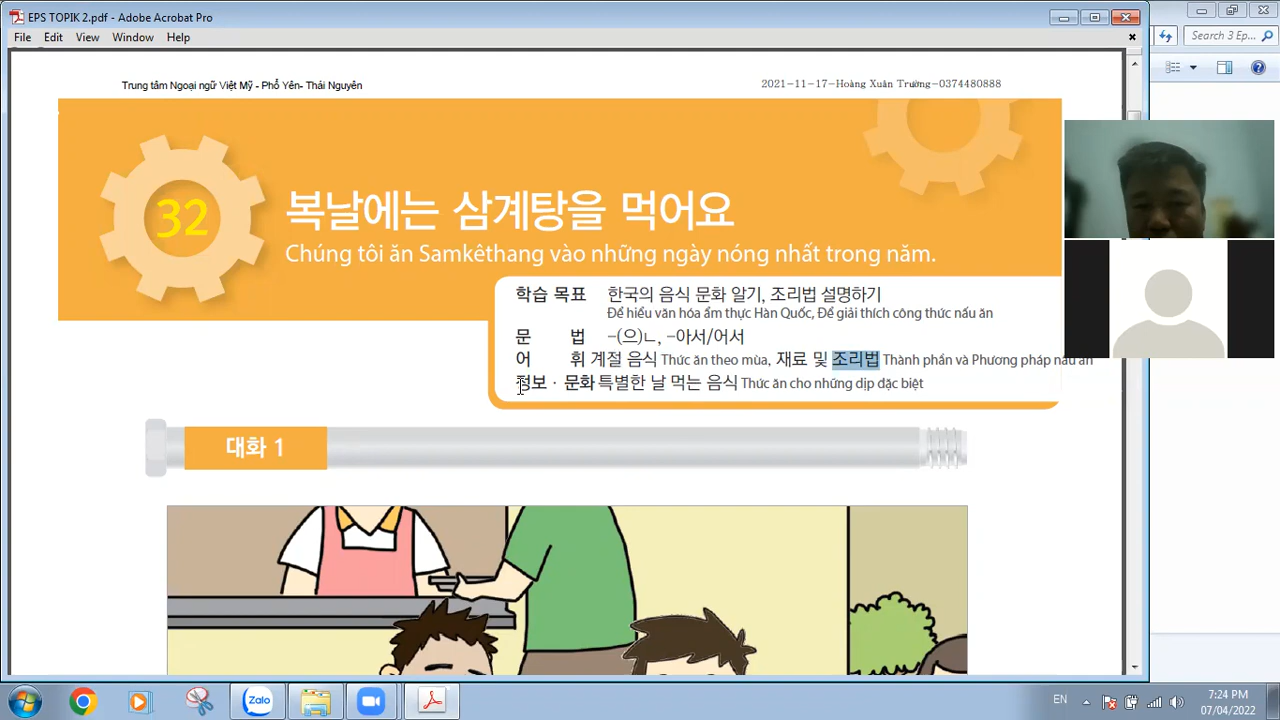 EPS TOPIK 2.pdf - Adobe Acrobat Pro
File Edit View Window Help
Search 3 Ep...
Trung tâm Ngoại ngữ Việt Mỹ - Phổ Yên- Thái Nguyên
2021-11-17-Hoàng Xuân Trường-0374480888
32
복날에는 삼계탕을 먹어요
Chúng tôi ăn Samkêthang vào những ngày nóng nhất trong năm.
학습 목표 한국의 음식 문화 알기, 조리법 설명하기
Để hiểu văn hóa ẩm thực Hàn Quốc, Để giải thích công thức nấu ăn
문 법 –(으)ㄴ, –아서/어서
어 휘 계절 음식 Thức ăn theo mùa, 재료 및 조리법 Thành phần và Phương pháp nấu ăn
정보 · 문화 특별한 날 먹는 음식 Thức ăn cho những dịp dặc biệt
대화 1
Zalo
EN
7:24 PM
07/04/2022